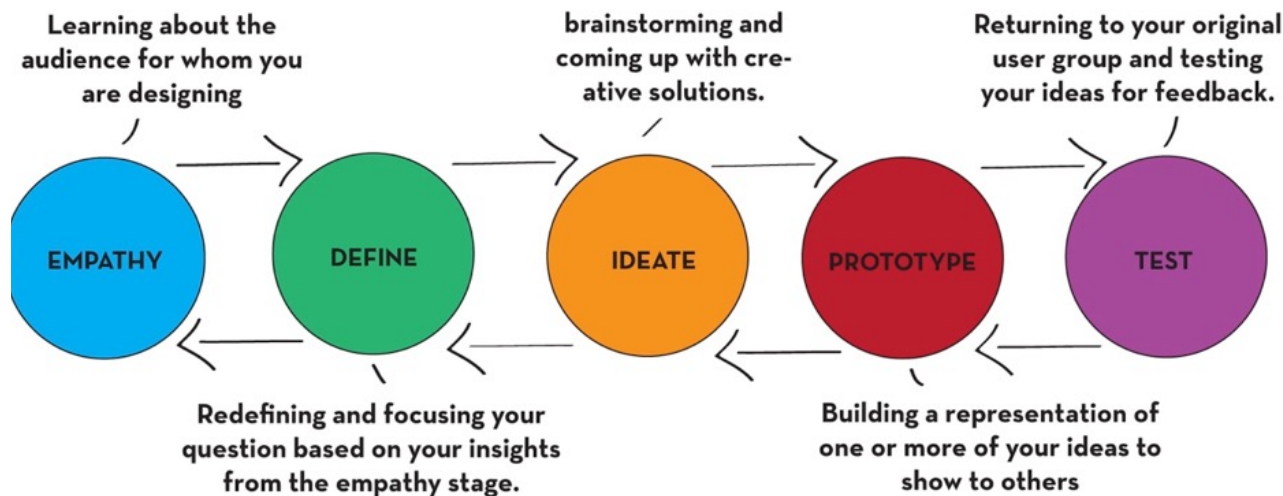 Learning about the
audience for whom you
are designing
brainstorming and
coming up with cre-
ative solutions.
Returning to your original
user group and testing
your ideas for feedback.
EMPATHY
DEFINE
IDEATE
PROTOTYPE
TEST
Redefining and focusing your
question based on your insights
from the empathy stage.
Building a representation of
one or more of your ideas to
show to others